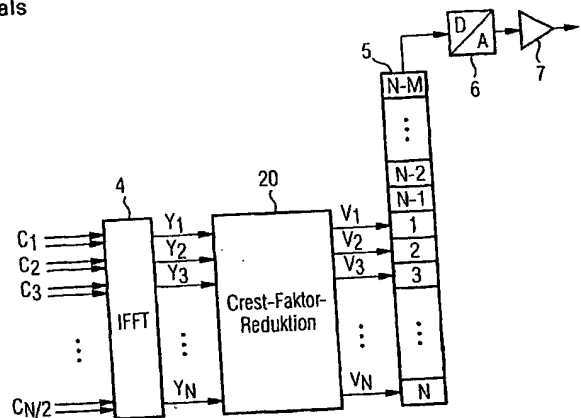 als
D
A
6
7
5
N-M
N-2
N-1
1
2
3
N
4
20
C1
C2
C3
CN/2
IFFT
Y1
Y2
Y3
YN
Crest-Faktor-
Reduktion
V1
V2
V3
VN